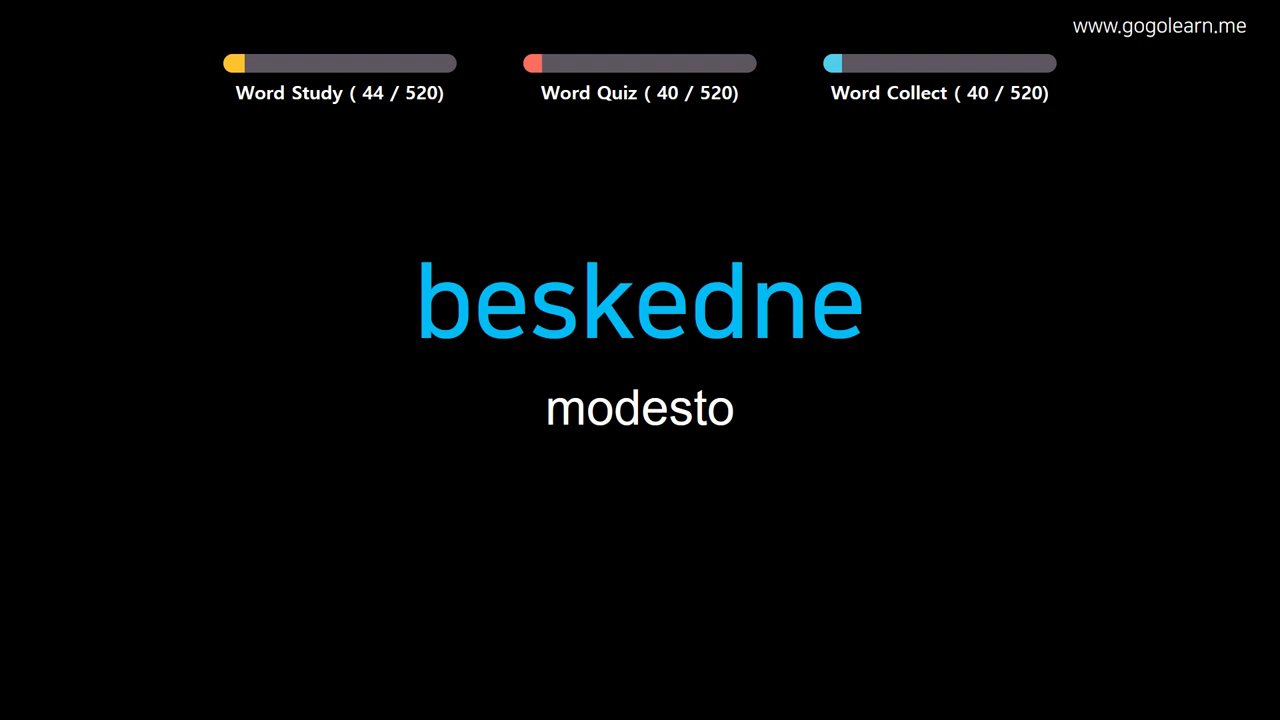 www.gogolearn.me
Word Study ( 44 / 520)
Word Quiz ( 40 / 520)
Word Collect ( 40 / 520)
beskedne
modesto